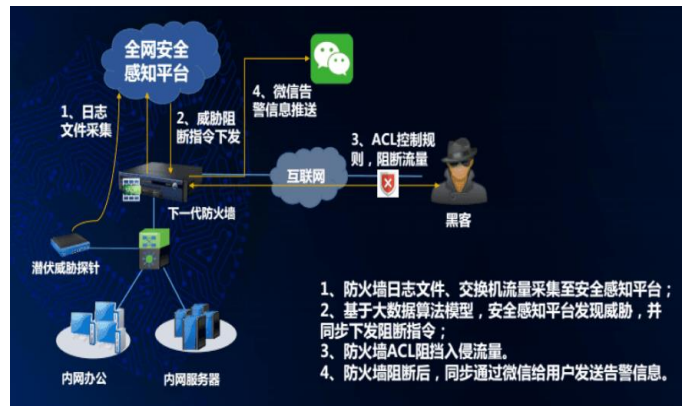 全网安全
感知平台
1、日志
文件采集
2、威胁阻
断指令下发
4、微信告
警信息推送
3、ACL控制规
则，阻断流量
互联网
下一代防火墙
黑客
潜伏威胁探针
内网办公
内网服务器
1、防火墙日志文件、交换机流量采集至安全感知平台；
2、基于大数据算法模型，安全感知平台发现威胁，并
同步下发阻断指令；
3、防火墙ACL阻挡入侵流量。
4、防火墙阻断后，同步通过微信给用户发送告警信息。